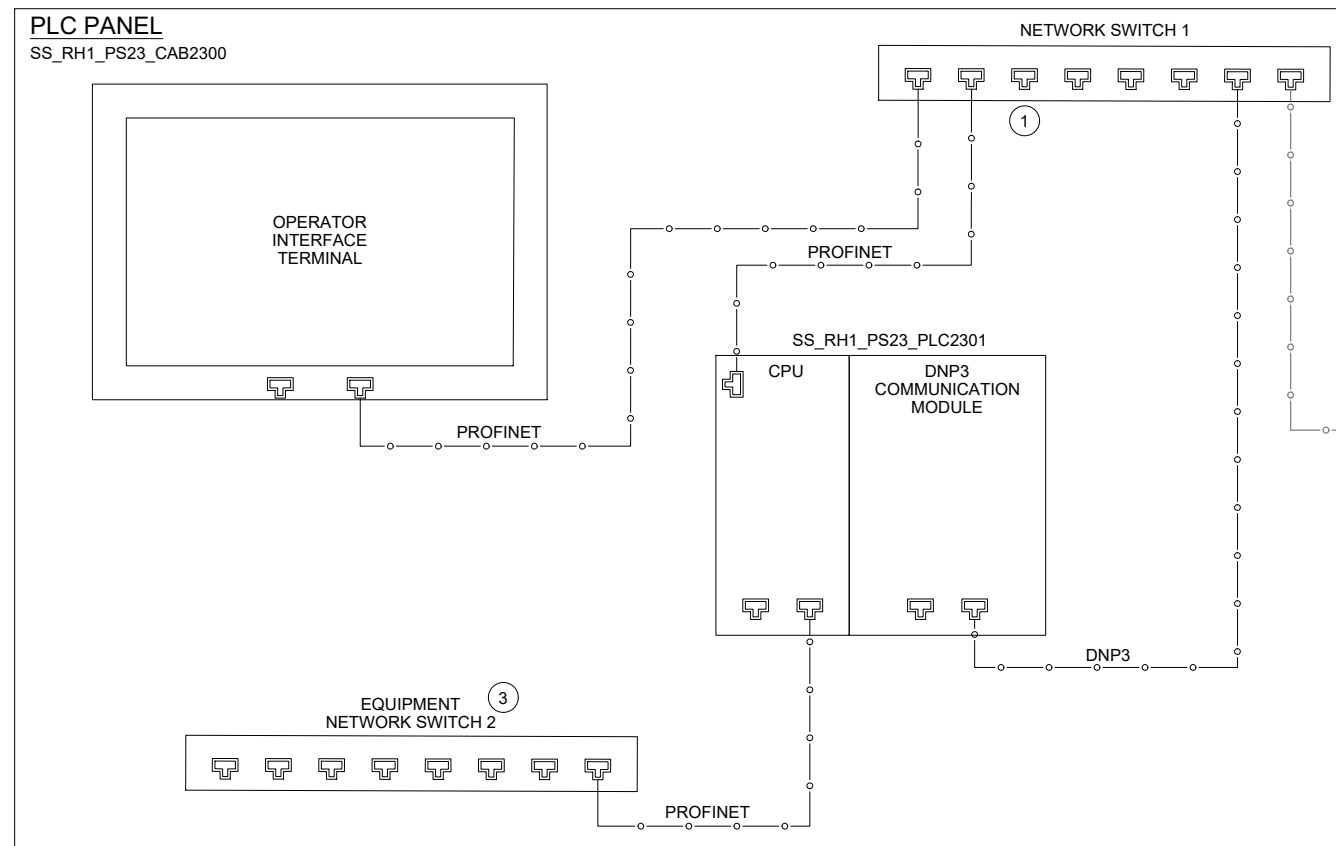 PLC PANEL
SS_RH1_PS23_CAB2300
NETWORK SWITCH 1
1
OPERATOR
INTERFACE
TERMINAL
PROFINET
SS_RH1_PS23_PLC2301
CPU
DNP3
COMMUNICATION
MODULE
PROFINET
DNP3
EQUIPMENT
NETWORK SWITCH 2
3
PROFINET